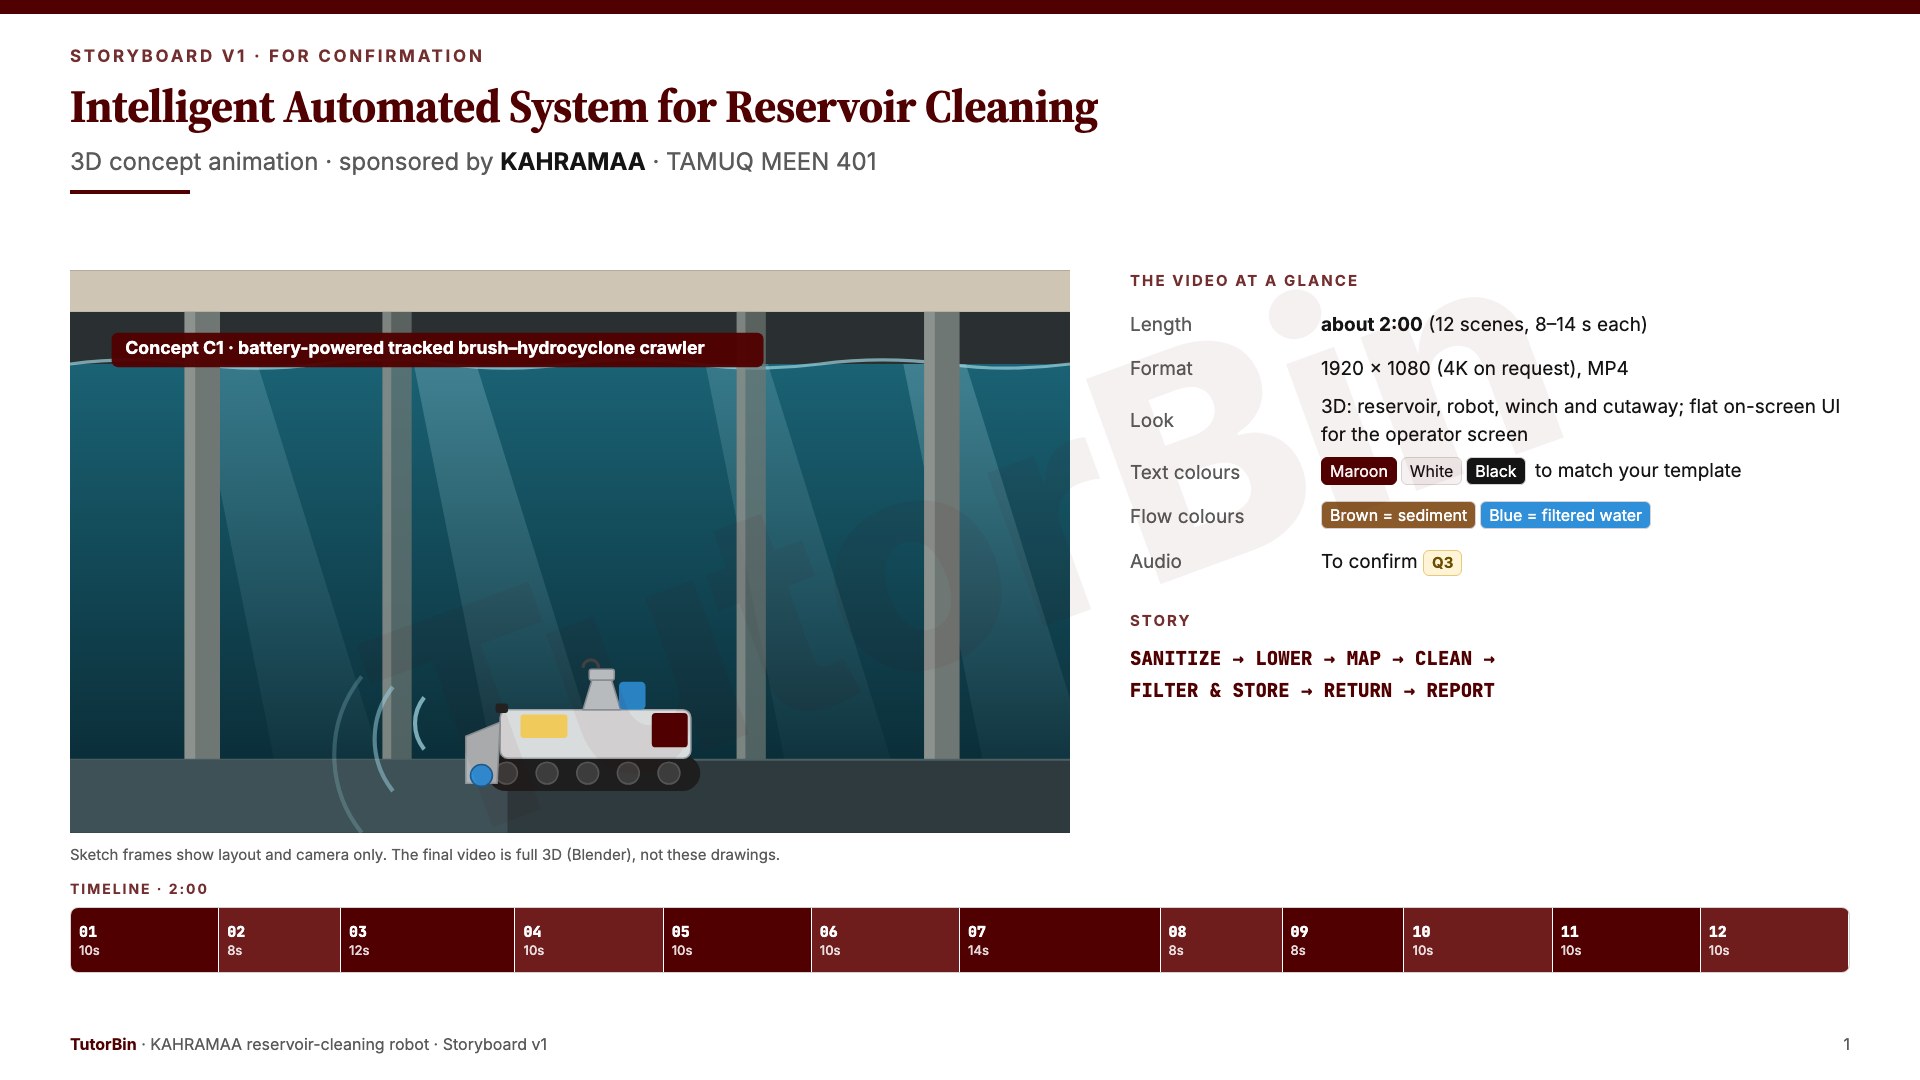 STORYBOARD V1 · FOR CONFIRMATION
Intelligent Automated System for Reservoir Cleaning
3D concept animation · sponsored by KAHRAMAA · TAMUQ MEEN 401
Concept C1 · battery-powered tracked brush–hydrocyclone crawler
Sketch frames show layout and camera only. The final video is full 3D (Blender), not these drawings.
THE VIDEO AT A GLANCE
Length about 2:00 (12 scenes, 8–14 s each)
Format 1920 × 1080 (4K on request), MP4
Look 3D: reservoir, robot, winch and cutaway; flat on-screen UI
for the operator screen
Text colours Maroon White Black to match your template
Flow colours Brown = sediment Blue = filtered water
Audio To confirm Q3
STORY
SANITIZE → LOWER → MAP → CLEAN →
FILTER & STORE → RETURN → REPORT
TutorBin
TIMELINE · 2:00
01 02 03 04 05 06 07 08 09 10 11 12
10s 8s 12s 10s 10s 10s 14s 8s 8s 10s 10s 10s
TutorBin · KAHRAMAA reservoir-cleaning robot · Storyboard v1
1